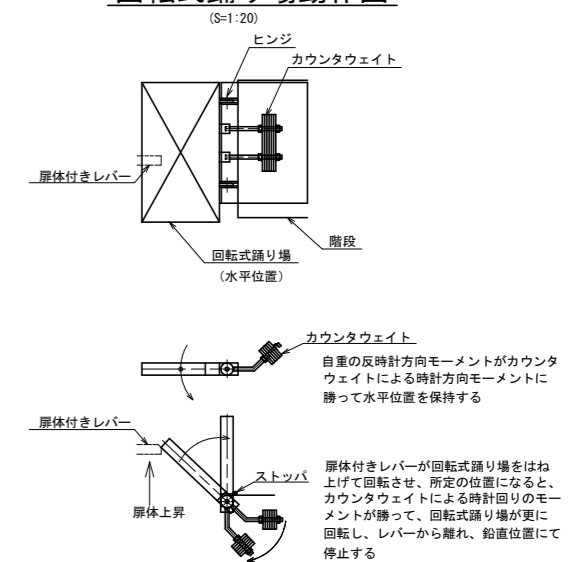 回転式踊り場動作図
(S=1:20)
ヒンジ
カウンタウェイト
扉体付きレバー
階段
回転式踊り場
（水平位置）
カウンタウェイト
自重の反時計方向モーメントがカウンタ
ウェイトによる時計方向モーメントに
勝って水平位置を保持する
扉体付きレバー
ストッパ
扉体上昇
扉体付きレバーが回転式踊り場をはね
上げて回転させ、所定の位置になると、
カウンタウェイトによる時計回りのモー
メントが勝って、回転式踊り場が更に
回転し、レバーから離れ、鉛直位置にて
停止する